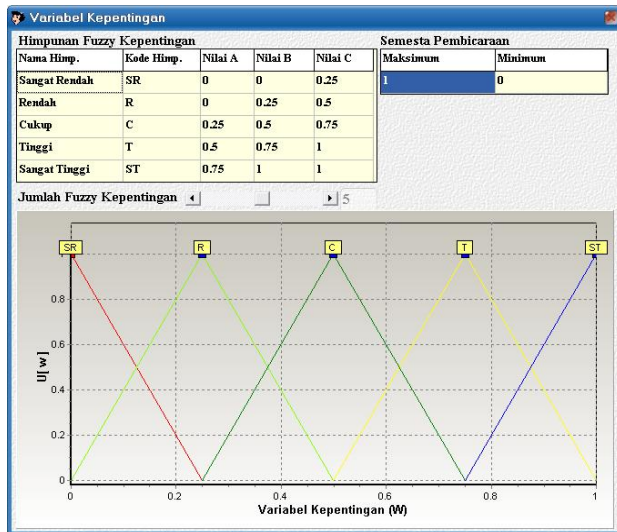 Variabel Kepentingan
Himpunan Fuzzy Kepentingan
Nama Himp. Kode Himp. Nilai A Nilai B Nilai C
Sangat Rendah SR 0 0 0.25
Rendah R 0 0.25 0.5
Cukup C 0.25 0.5 0.75
Tinggi T 0.5 0.75 1
Sangat Tinggi ST 0.75 1 1
Semesta Pembicaraan
Maksimum Minimum
1 0
Jumlah Fuzzy Kepentingan 5
SR R C T ST
0.8
0.6
0.4
0.2
0
U[w]
0 0.2 0.4 0.6 0.8 1
Variabel Kepentingan (W)